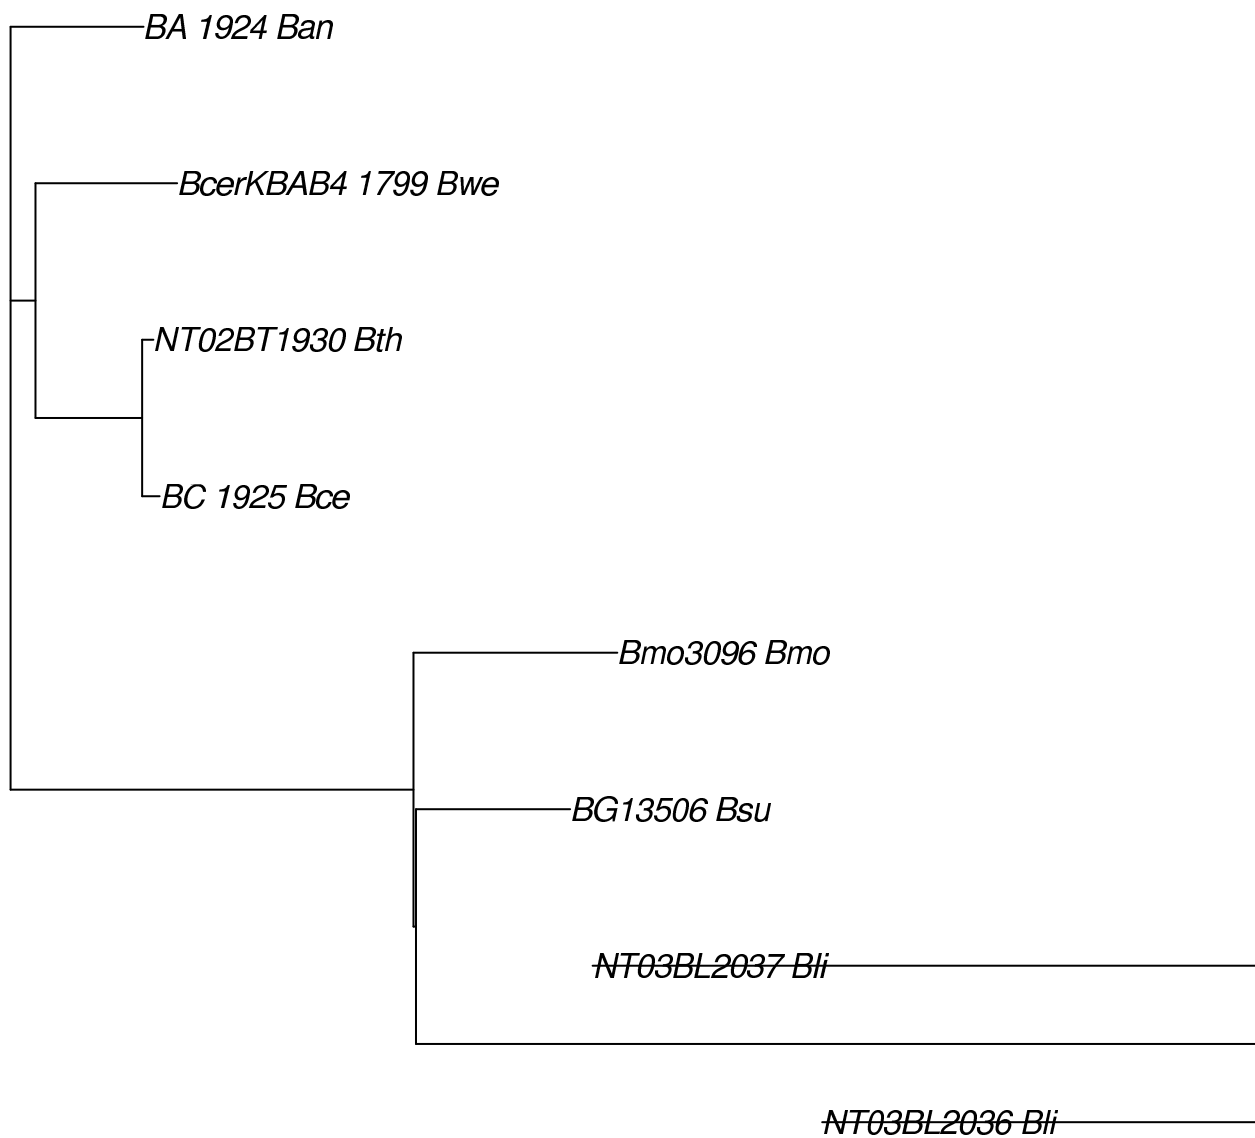 BA 1924 Ban
BcerKBAB4 1799 Bwe
NT02BT1930 Bth
BC 1925 Bce
Bmo3096 Bmo
BG13506 Bsu
NT03BL2037 Bli
NT03BL2036 Bli